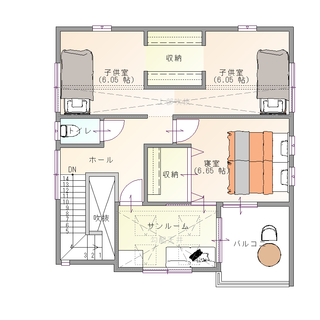 収納
子供室
(6.05 帖)
子供室
(6.05 帖)
トイレ
ホール
DN
収納
寝室
(6.65 帖)
吹抜
サンルーム
バルコ
14
13
12
11
10
9
8
7
6
5
3 2 1